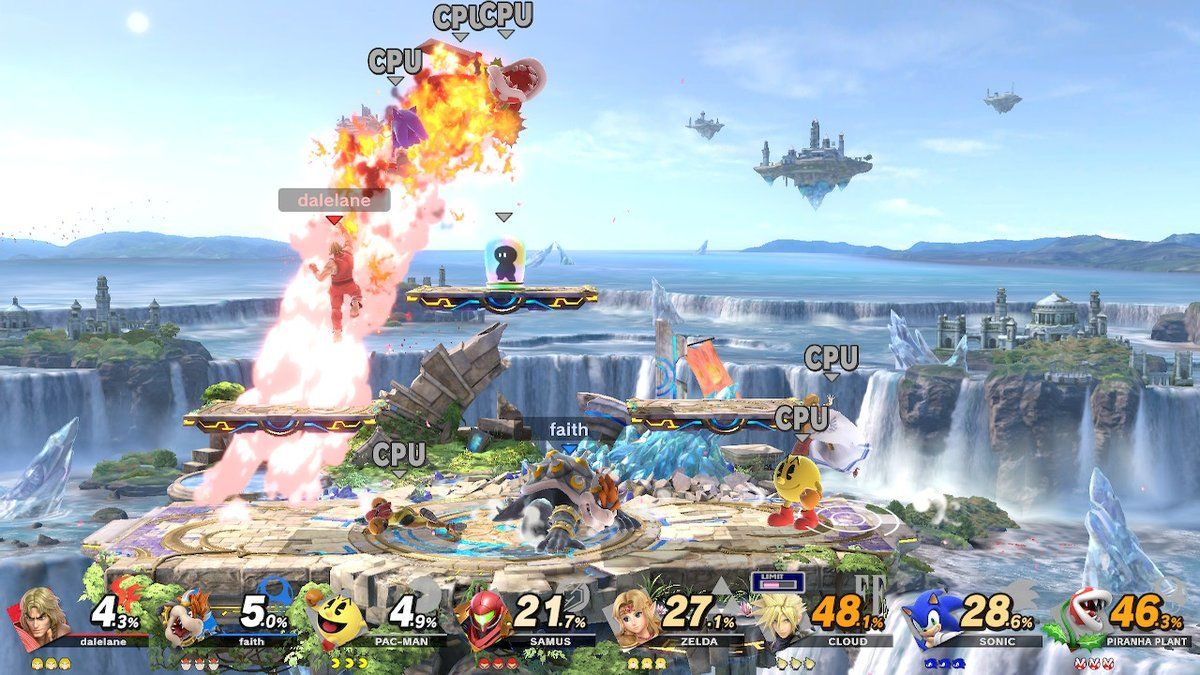 CPU
CPU
CPU
dalelane
CPU
CPU
faith
CPU
LIMIT
4.3%
dalelane
5.0%
faith
4.9%
PAC-MAN
21.7%
SAMUS
27.1%
ZELDA
48.1%
CLOUD
28.6%
SONIC
46.3%
PIRANHA PLANT